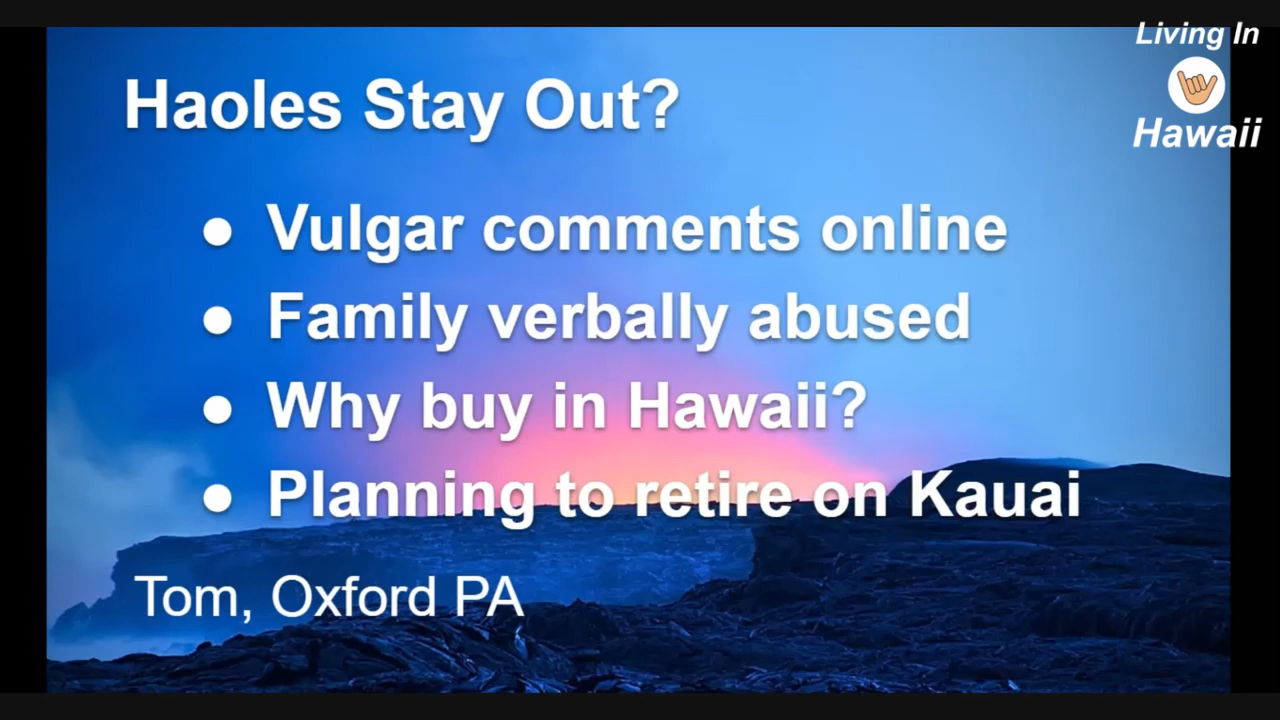 Living In
Hawaii
Haoles Stay Out?
● Vulgar comments online
● Family verbally abused
● Why buy in Hawaii?
● Planning to retire on Kauai
Tom, Oxford PA